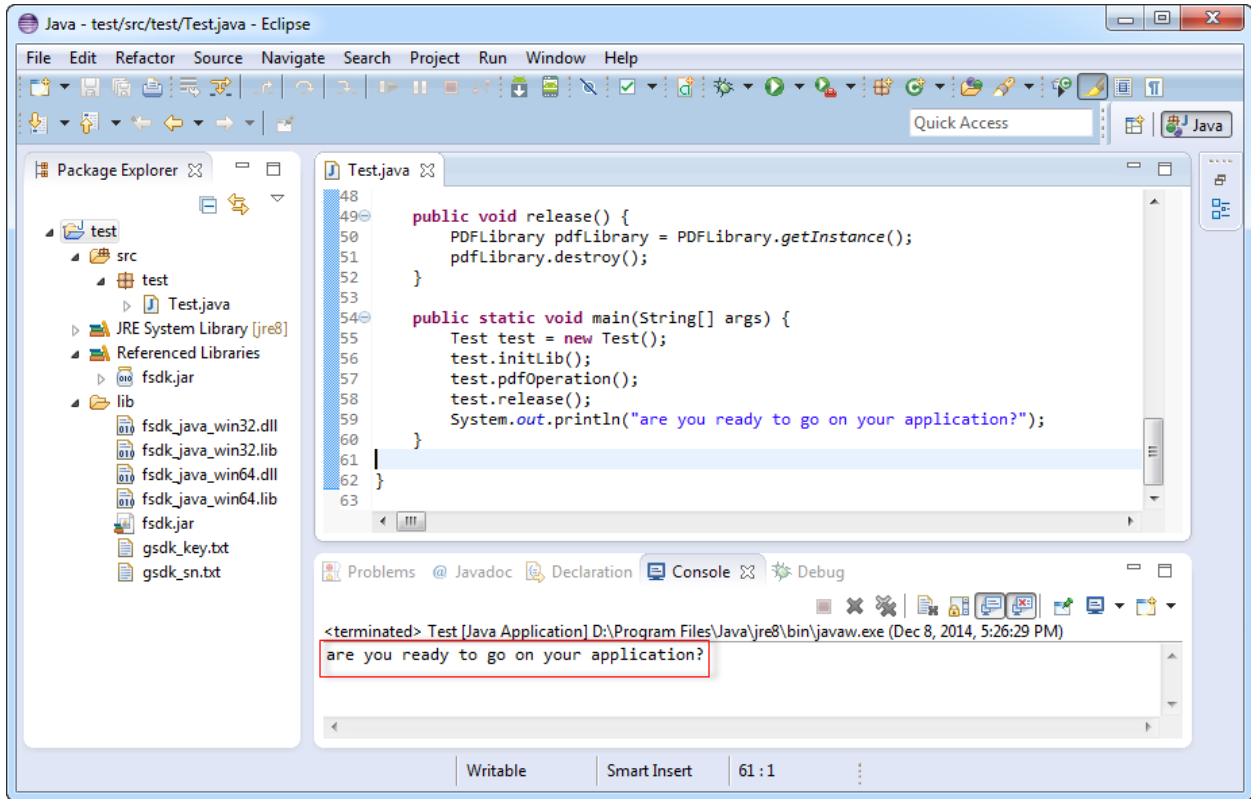 Java - test/src/test/Test.java - Eclipse
File Edit Refactor Source Navigate Search Project Run Window Help
Quick Access
Java
Package Explorer
test
src
test
Test.java
JRE System Library [jre8]
Referenced Libraries
fsdk.jar
lib
fsdk_java_win32.dll
fsdk_java_win32.lib
fsdk_java_win64.dll
fsdk_java_win64.lib
fsdk.jar
gsdk_key.txt
gsdk_sn.txt
Test.java
48
49 public void release() {
50 PDFLibrary pdfLibrary = PDFLibrary.getInstance();
51 pdfLibrary.destroy();
52 }
53
54 public static void main(String[] args) {
55 Test test = new Test();
56 test.initLib();
57 test.pdfOperation();
58 test.release();
59 System.out.println("are you ready to go on your application?");
60 }
61
62 }
63
Problems @ Javadoc Declaration Console Debug
<terminated> Test [Java Application] D:\Program Files\Java\jre8\bin\javaw.exe (Dec 8, 2014, 5:26:29 PM)
are you ready to go on your application?
Writable Smart Insert 61 : 1